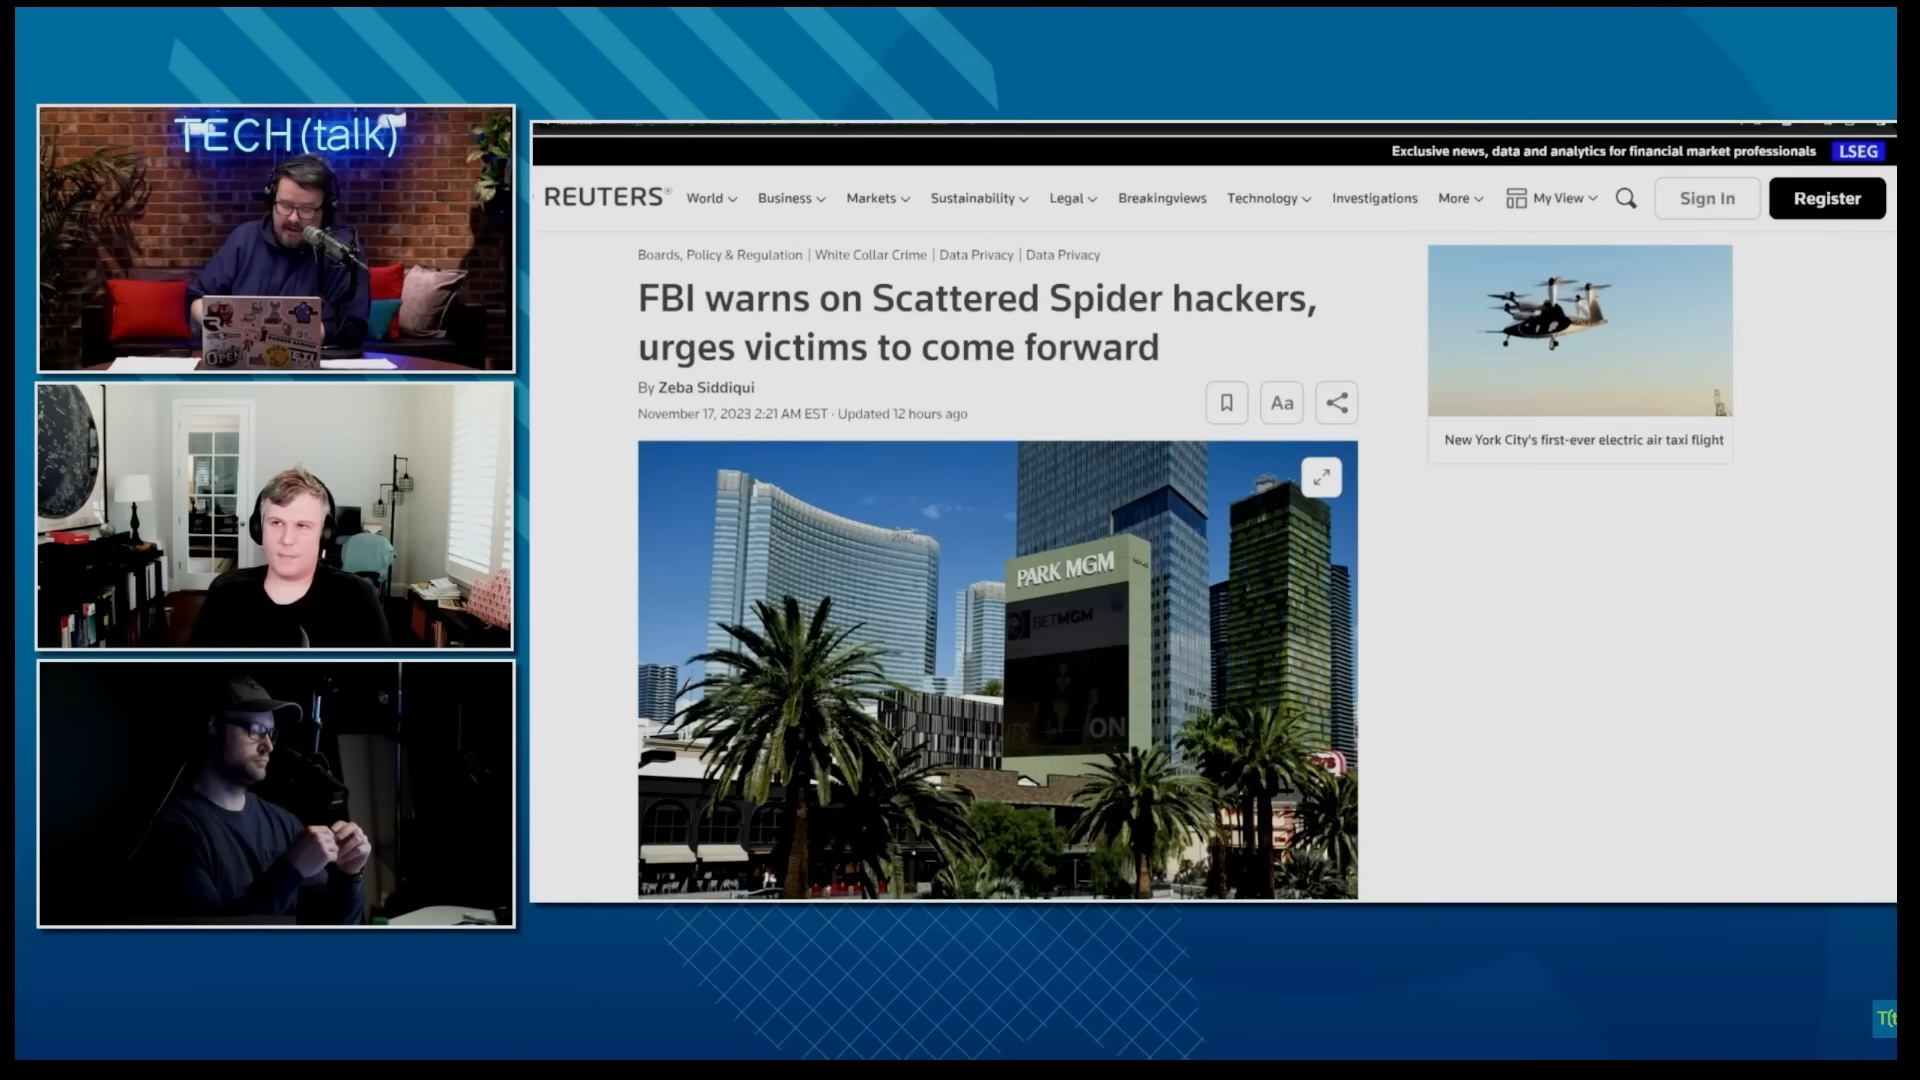 TECH(talk)
OPEN
Exclusive news, data and analytics for financial market professionals LSEG
REUTERS® World Business Markets Sustainability Legal Breakingviews Technology Investigations More My View Sign In Register
Boards, Policy & Regulation | White Collar Crime | Data Privacy | Data Privacy
FBI warns on Scattered Spider hackers,
urges victims to come forward
By Zeba Siddiqui
November 17, 2023 2:21 AM EST · Updated 12 hours ago
Aa
New York City's first-ever electric air taxi flight
PARK MGM
BETMGM
ON
T(t